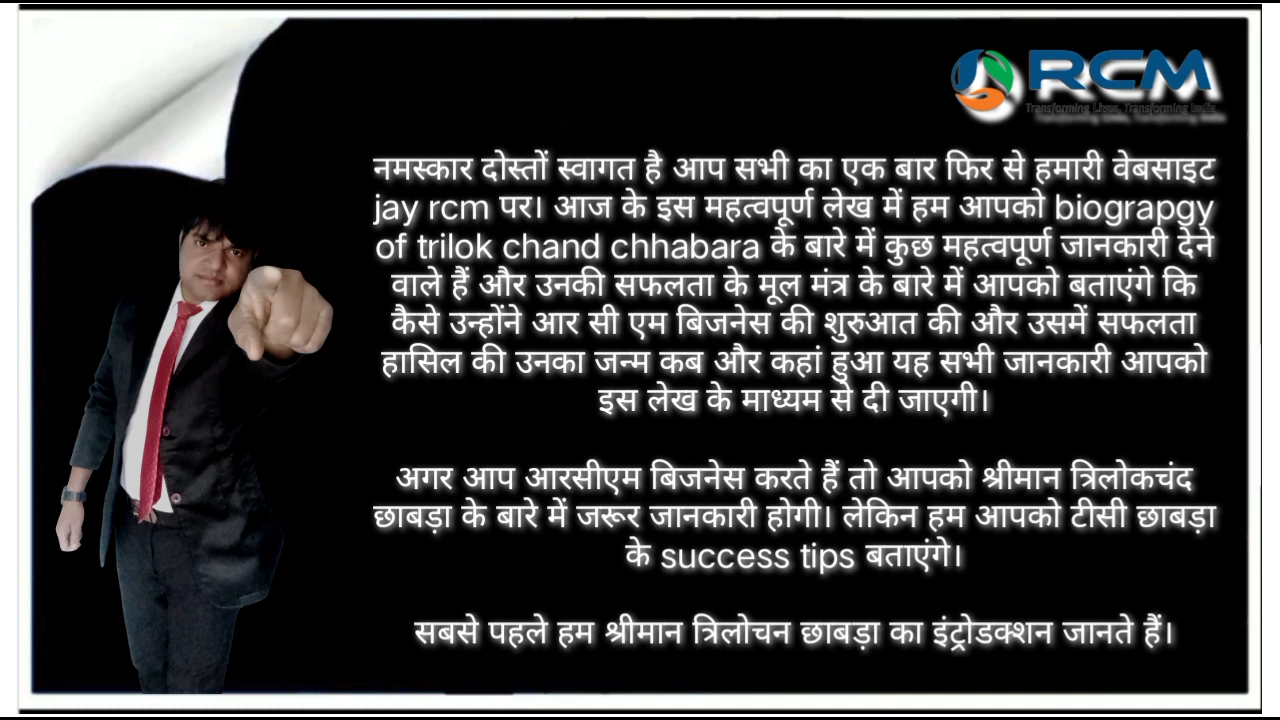 RCM
Transforming Lives, Transforming India
नमस्कार दोस्तों स्वागत है आप सभी का एक बार फिर से हमारी वेबसाइट
jay rcm पर। आज के इस महत्वपूर्ण लेख में हम आपको biograpgy
of trilok chand chhabara के बारे में कुछ महत्वपूर्ण जानकारी देने
वाले हैं और उनकी सफलता के मूल मंत्र के बारे में आपको बताएंगे कि
कैसे उन्होंने आर सी एम बिजनेस की शुरुआत की और उसमें सफलता
हासिल की उनका जन्म कब और कहां हुआ यह सभी जानकारी आपको
इस लेख के माध्यम से दी जाएगी।
अगर आप आरसीएम बिजनेस करते हैं तो आपको श्रीमान त्रिलोकचंद
छाबड़ा के बारे में जरूर जानकारी होगी। लेकिन हम आपको टीसी छाबड़ा
के success tips बताएंगे।
सबसे पहले हम श्रीमान त्रिलोचन छाबड़ा का इंट्रोडक्शन जानते हैं।